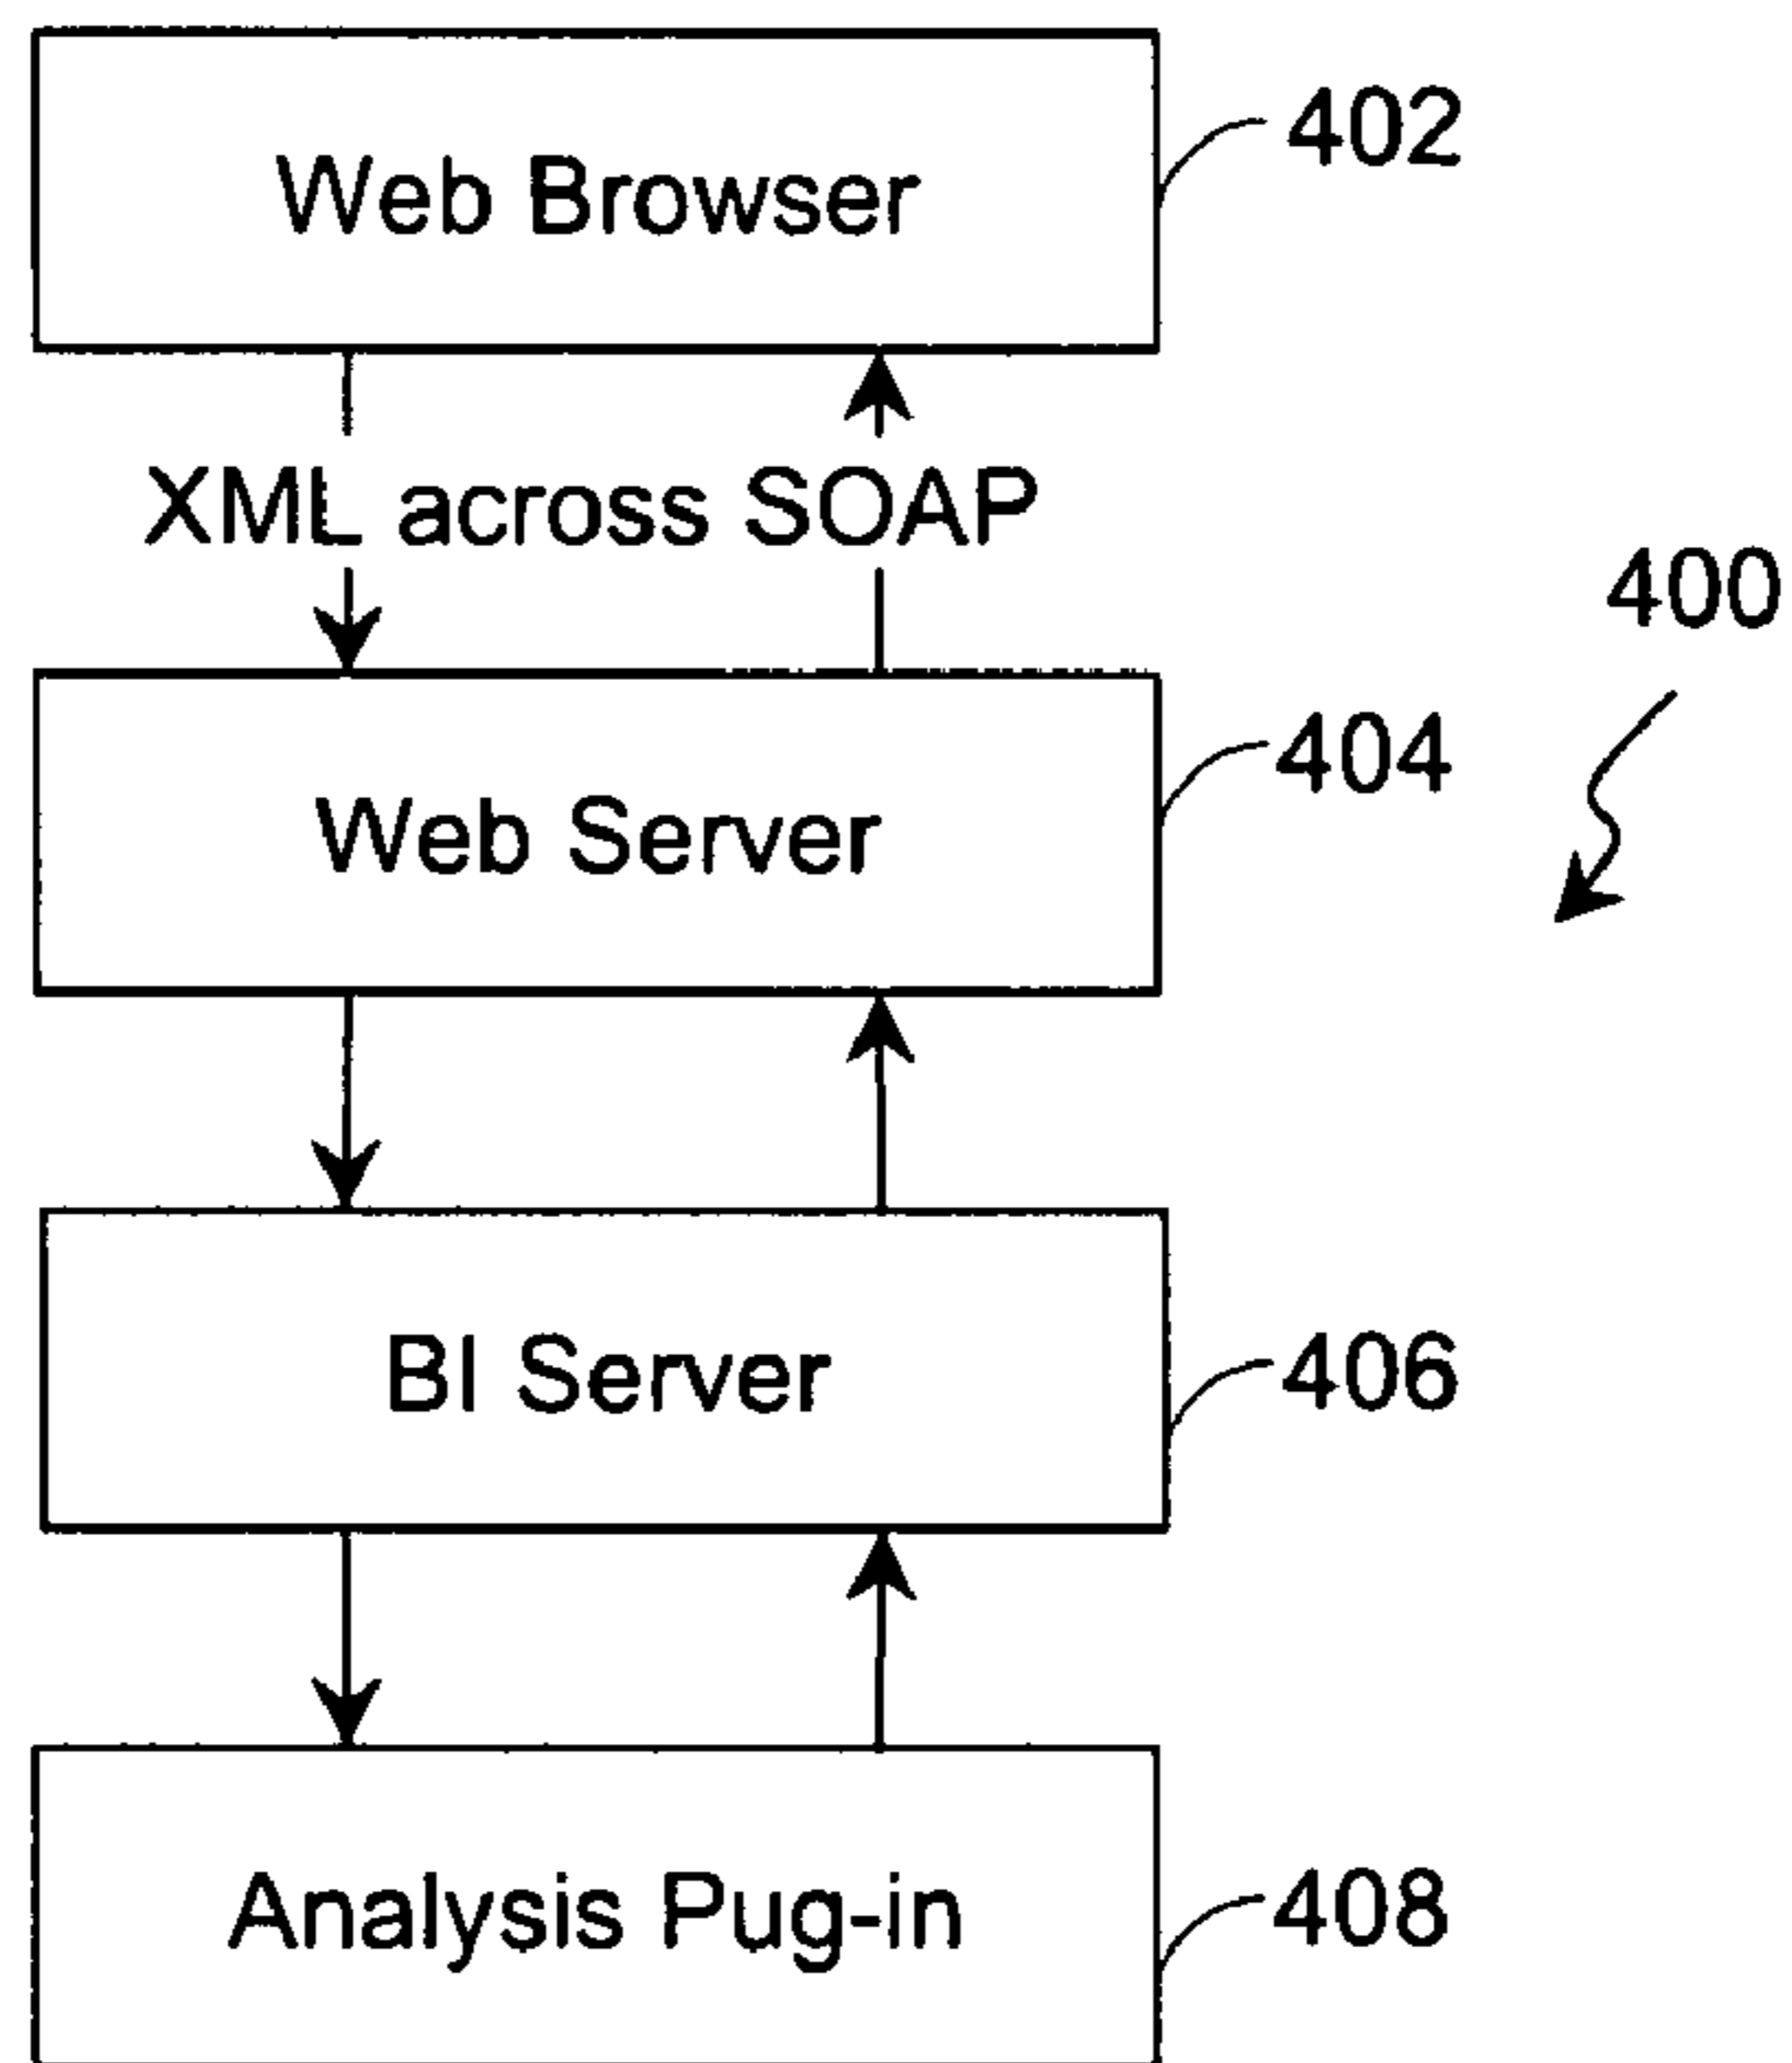 Web Browser
402
XML across SOAP
400
Web Server
404
BI Server
406
Analysis Pug-in
408